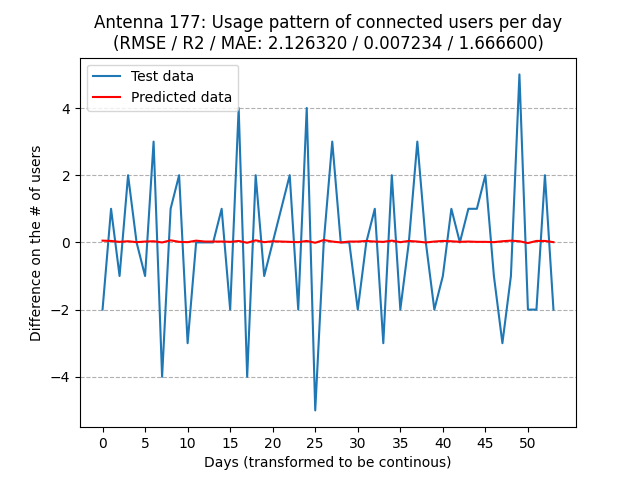 Antenna 177: Usage pattern of connected users per day
(RMSE / R2 / MAE: 2.126320 / 0.007234 / 1.666600)
Test data
Predicted data
Difference on the # of users
4
2
0
−2
−4
0 5 10 15 20 25 30 35 40 45 50
Days (transformed to be continous)